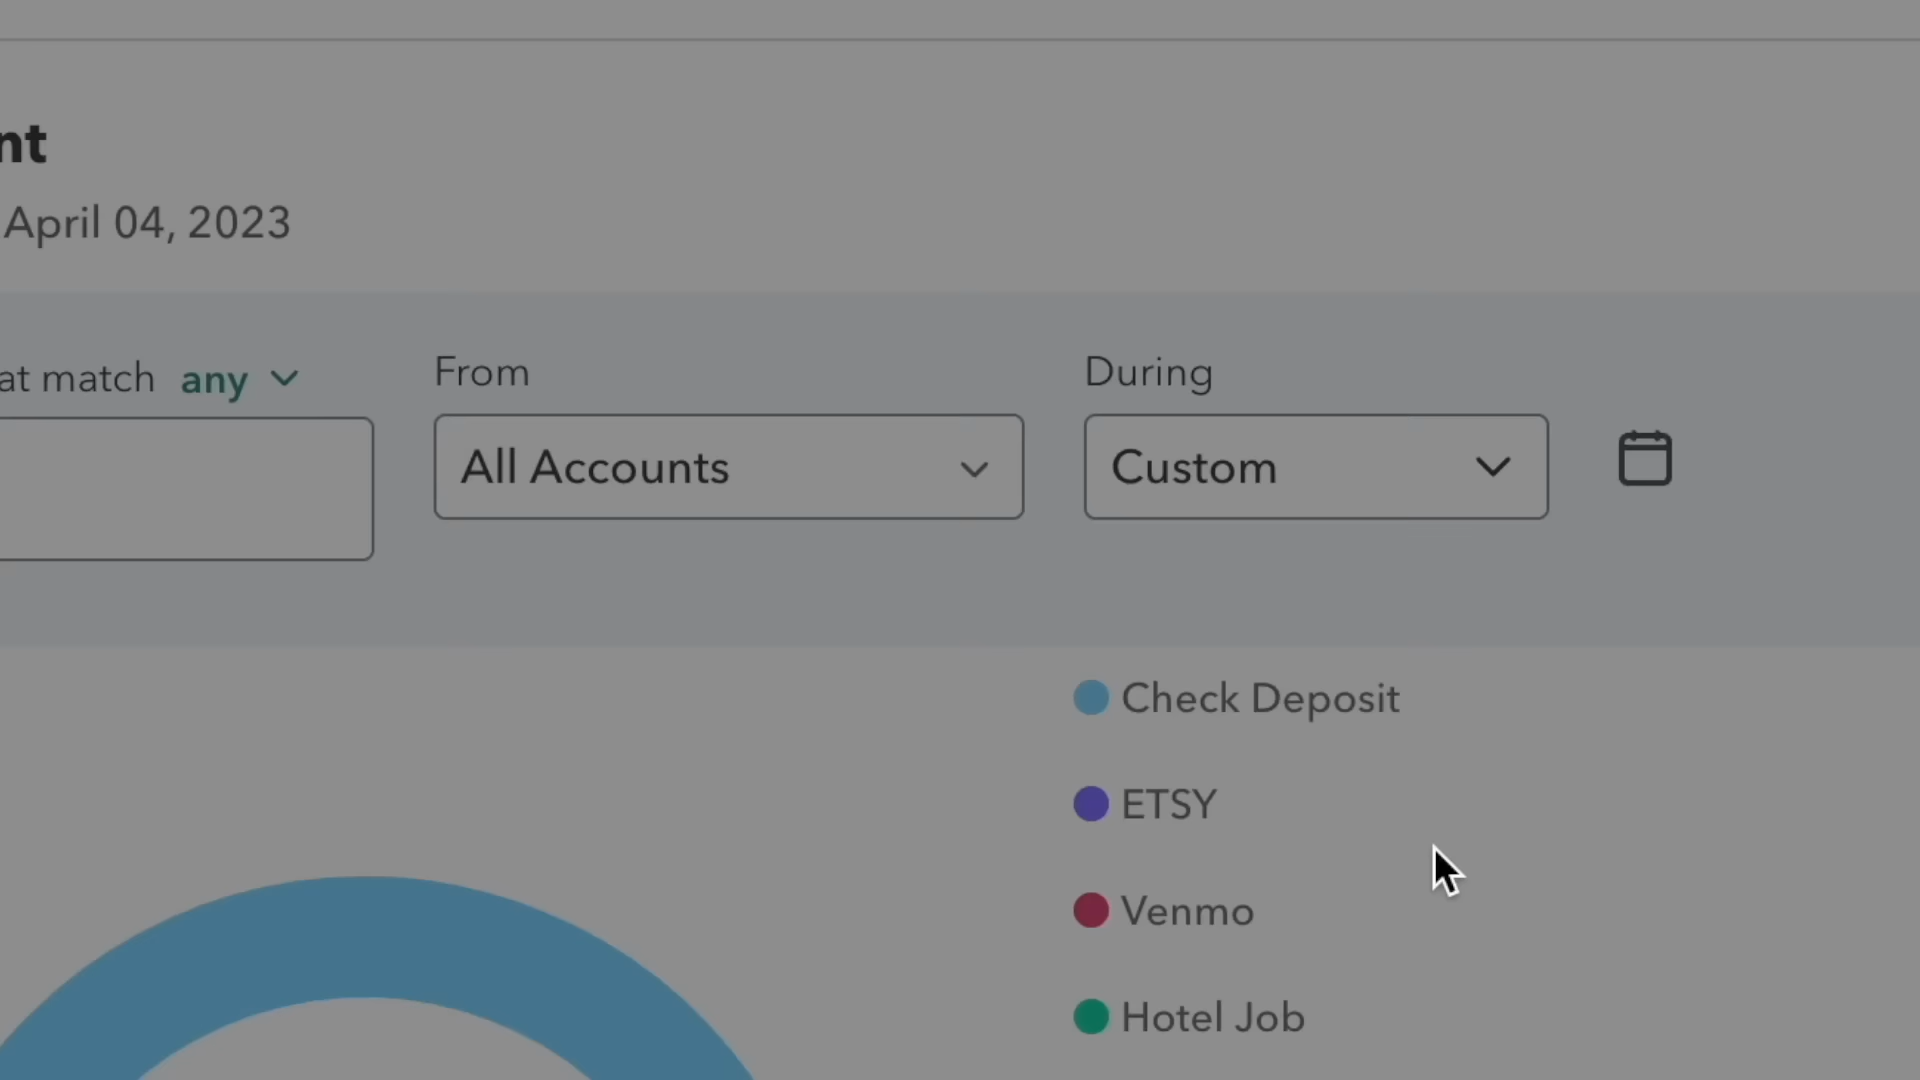 nt
April 04, 2023
at match any
From
During
All Accounts
Custom
Check Deposit
ETSY
Venmo
Hotel Job